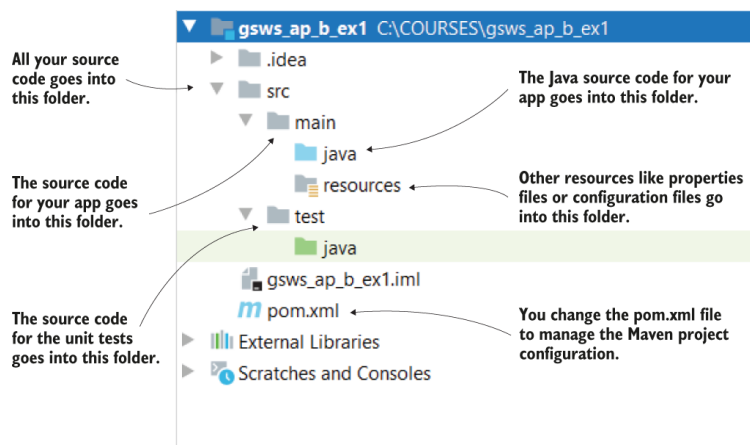 gsws_ap_b_ex1 C:\COURSES\gsws_ap_b_ex1
All your source
code goes into
this folder.
.idea
src
The Java source code for your
app goes into this folder.
main
java
The source code
for your app goes
into this folder.
resources
Other resources like properties
files or configuration files go
into this folder.
test
java
gsws_ap_b_ex1.iml
The source code
for the unit tests
goes into this folder.
m pom.xml
You change the pom.xml file
to manage the Maven project
configuration.
External Libraries
Scratches and Consoles